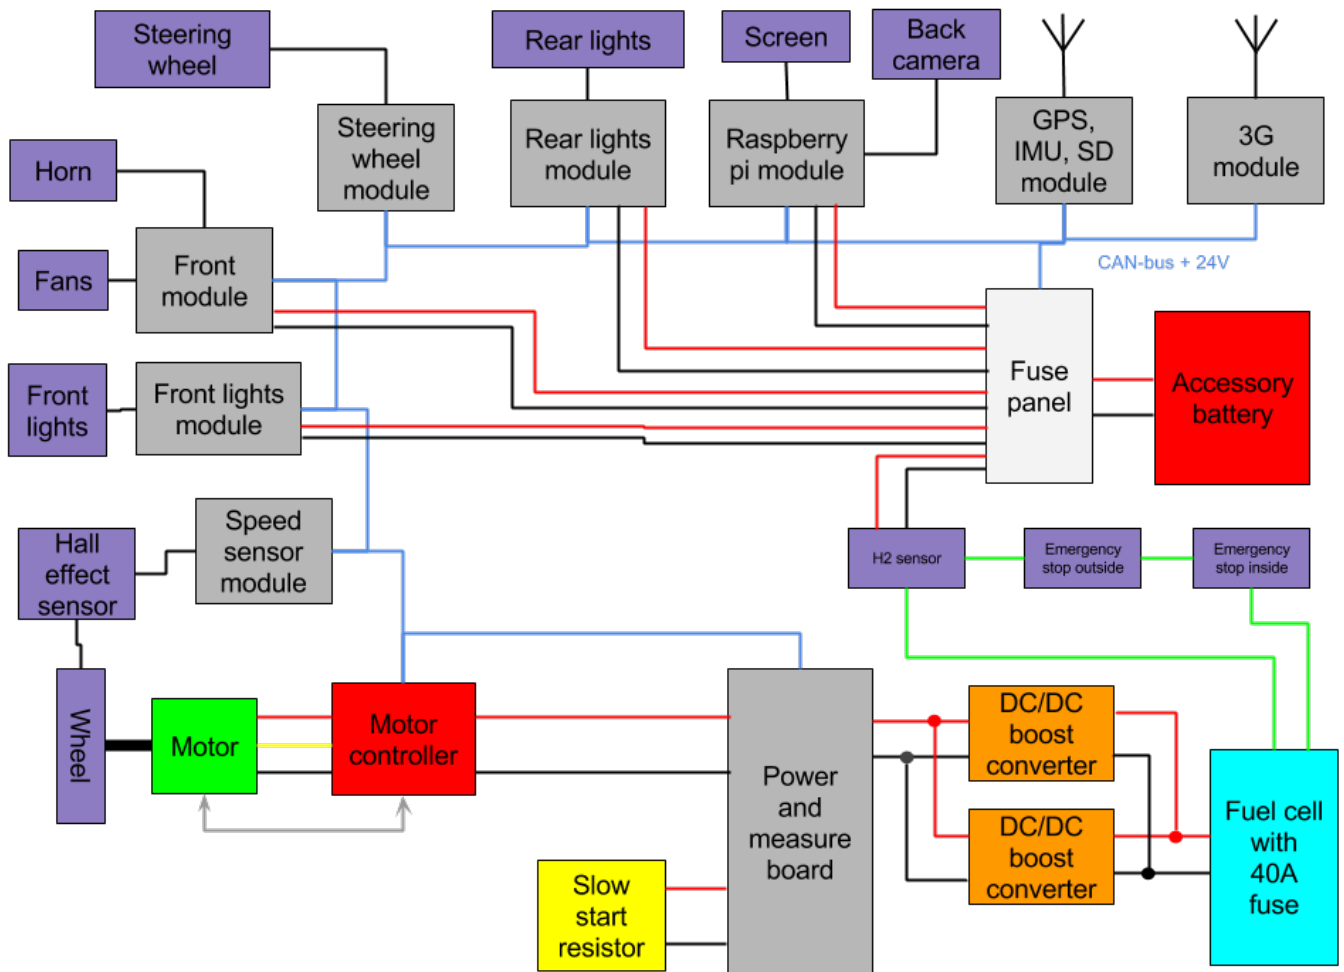 Steering
wheel
Rear lights
Screen
Back
camera
Steering
wheel
module
Rear lights
module
Raspberry
pi module
GPS,
IMU, SD
module
3G
module
Horn
Fans
Front
module
CAN-bus + 24V
Front
lights
Front lights
module
Fuse
panel
Accessory
battery
Hall
effect
sensor
Speed
sensor
module
H2 sensor
Emergency
stop outside
Emergency
stop inside
Wheel
Motor
Motor
controller
Power
and
measure
board
DC/DC
boost
converter
DC/DC
boost
converter
Fuel cell
with
40A
fuse
Slow
start
resistor